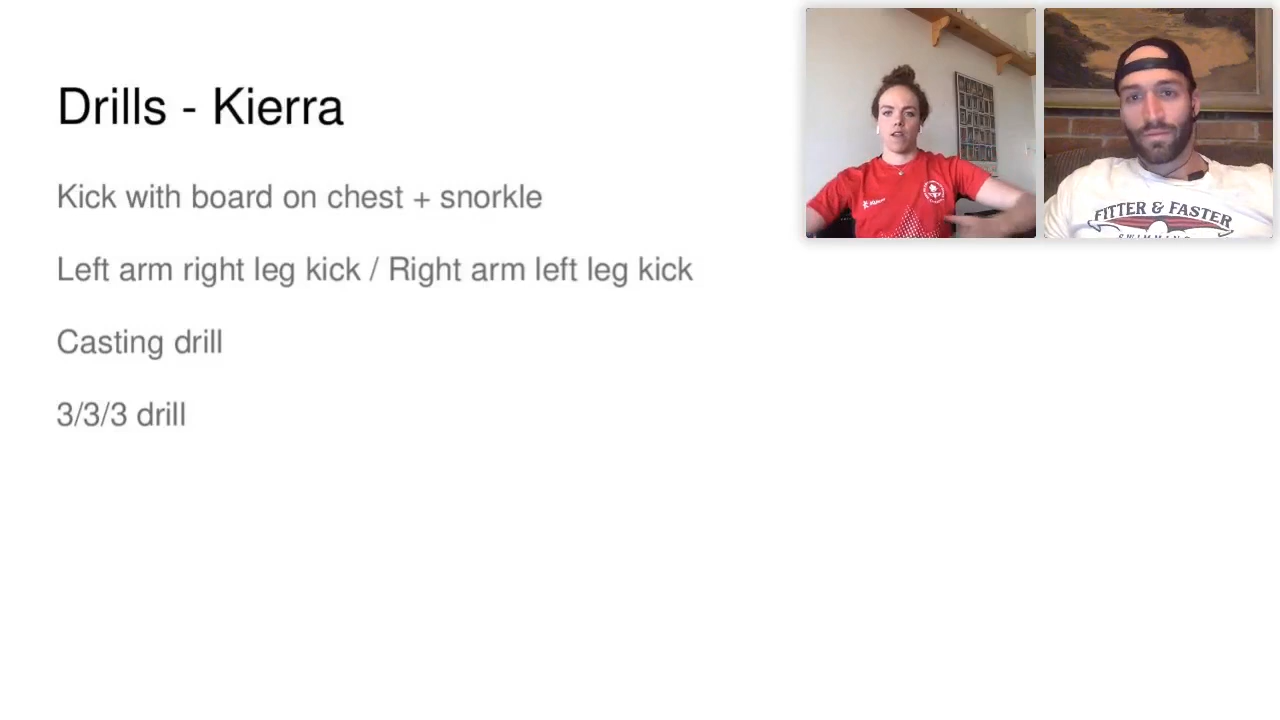 Drills - Kierra
Kick with board on chest + snorkle
Left arm right leg kick / Right arm left leg kick
Casting drill
3/3/3 drill
FITTER & FASTER